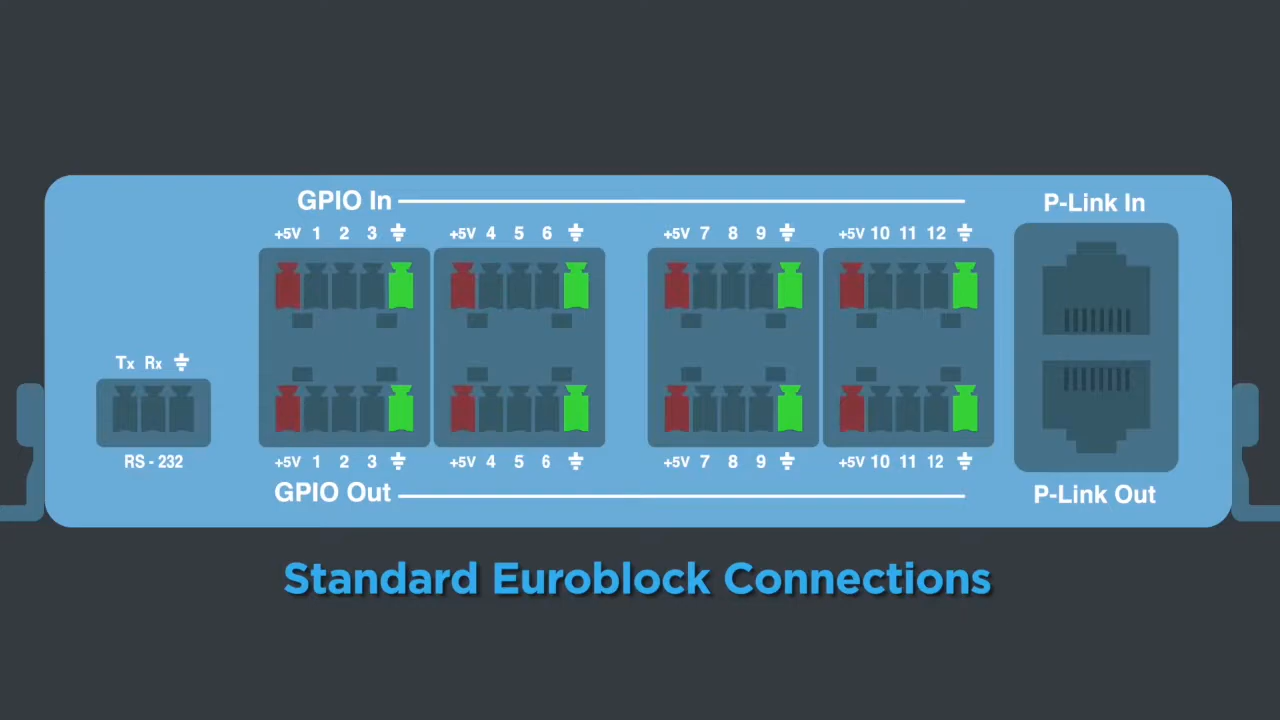 GPIO In
P-Link In
+5V 1 2 3 +5V 4 5 6 +5V 7 8 9 +5V 10 11 12
Tx Rx
RS - 232
+5V 1 2 3 +5V 4 5 6 +5V 7 8 9 +5V 10 11 12
GPIO Out
P-Link Out
Standard Euroblock Connections